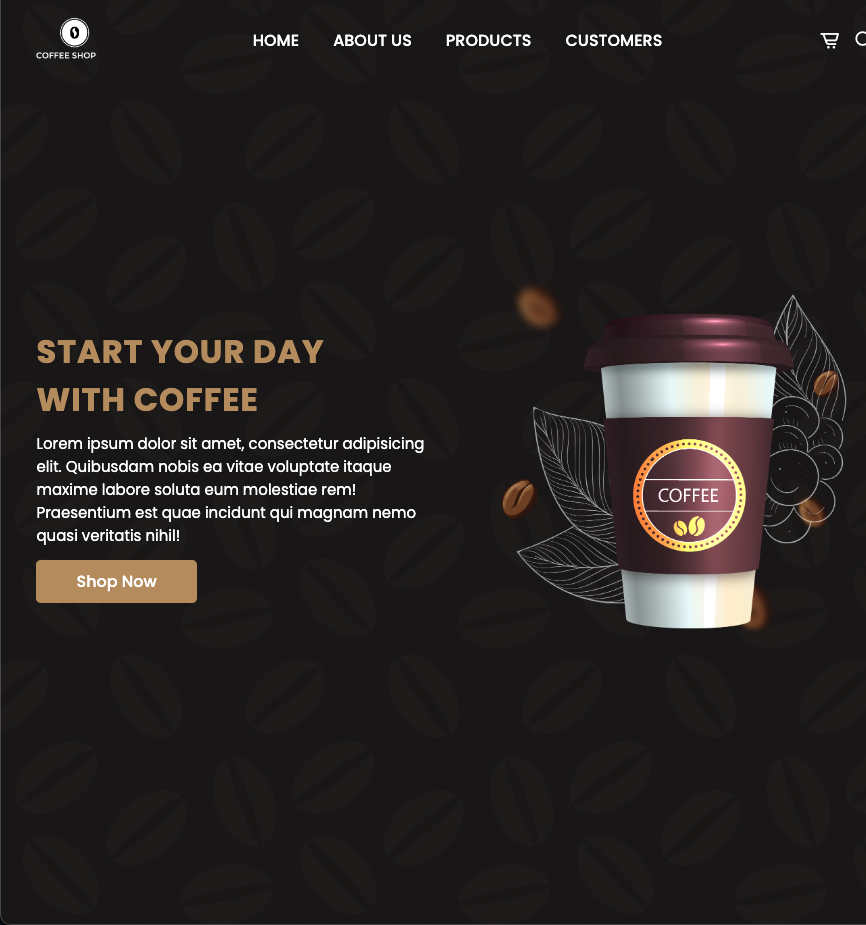 COFFEE SHOP
HOME ABOUT US PRODUCTS CUSTOMERS
START YOUR DAY
WITH COFFEE
Lorem ipsum dolor sit amet, consectetur adipisicing
elit. Quibusdam nobis ea vitae voluptate itaque
maxime labore soluta eum molestiae rem!
Praesentium est quae incidunt qui magnam nemo
quasi veritatis nihil!
Shop Now
COFFEE